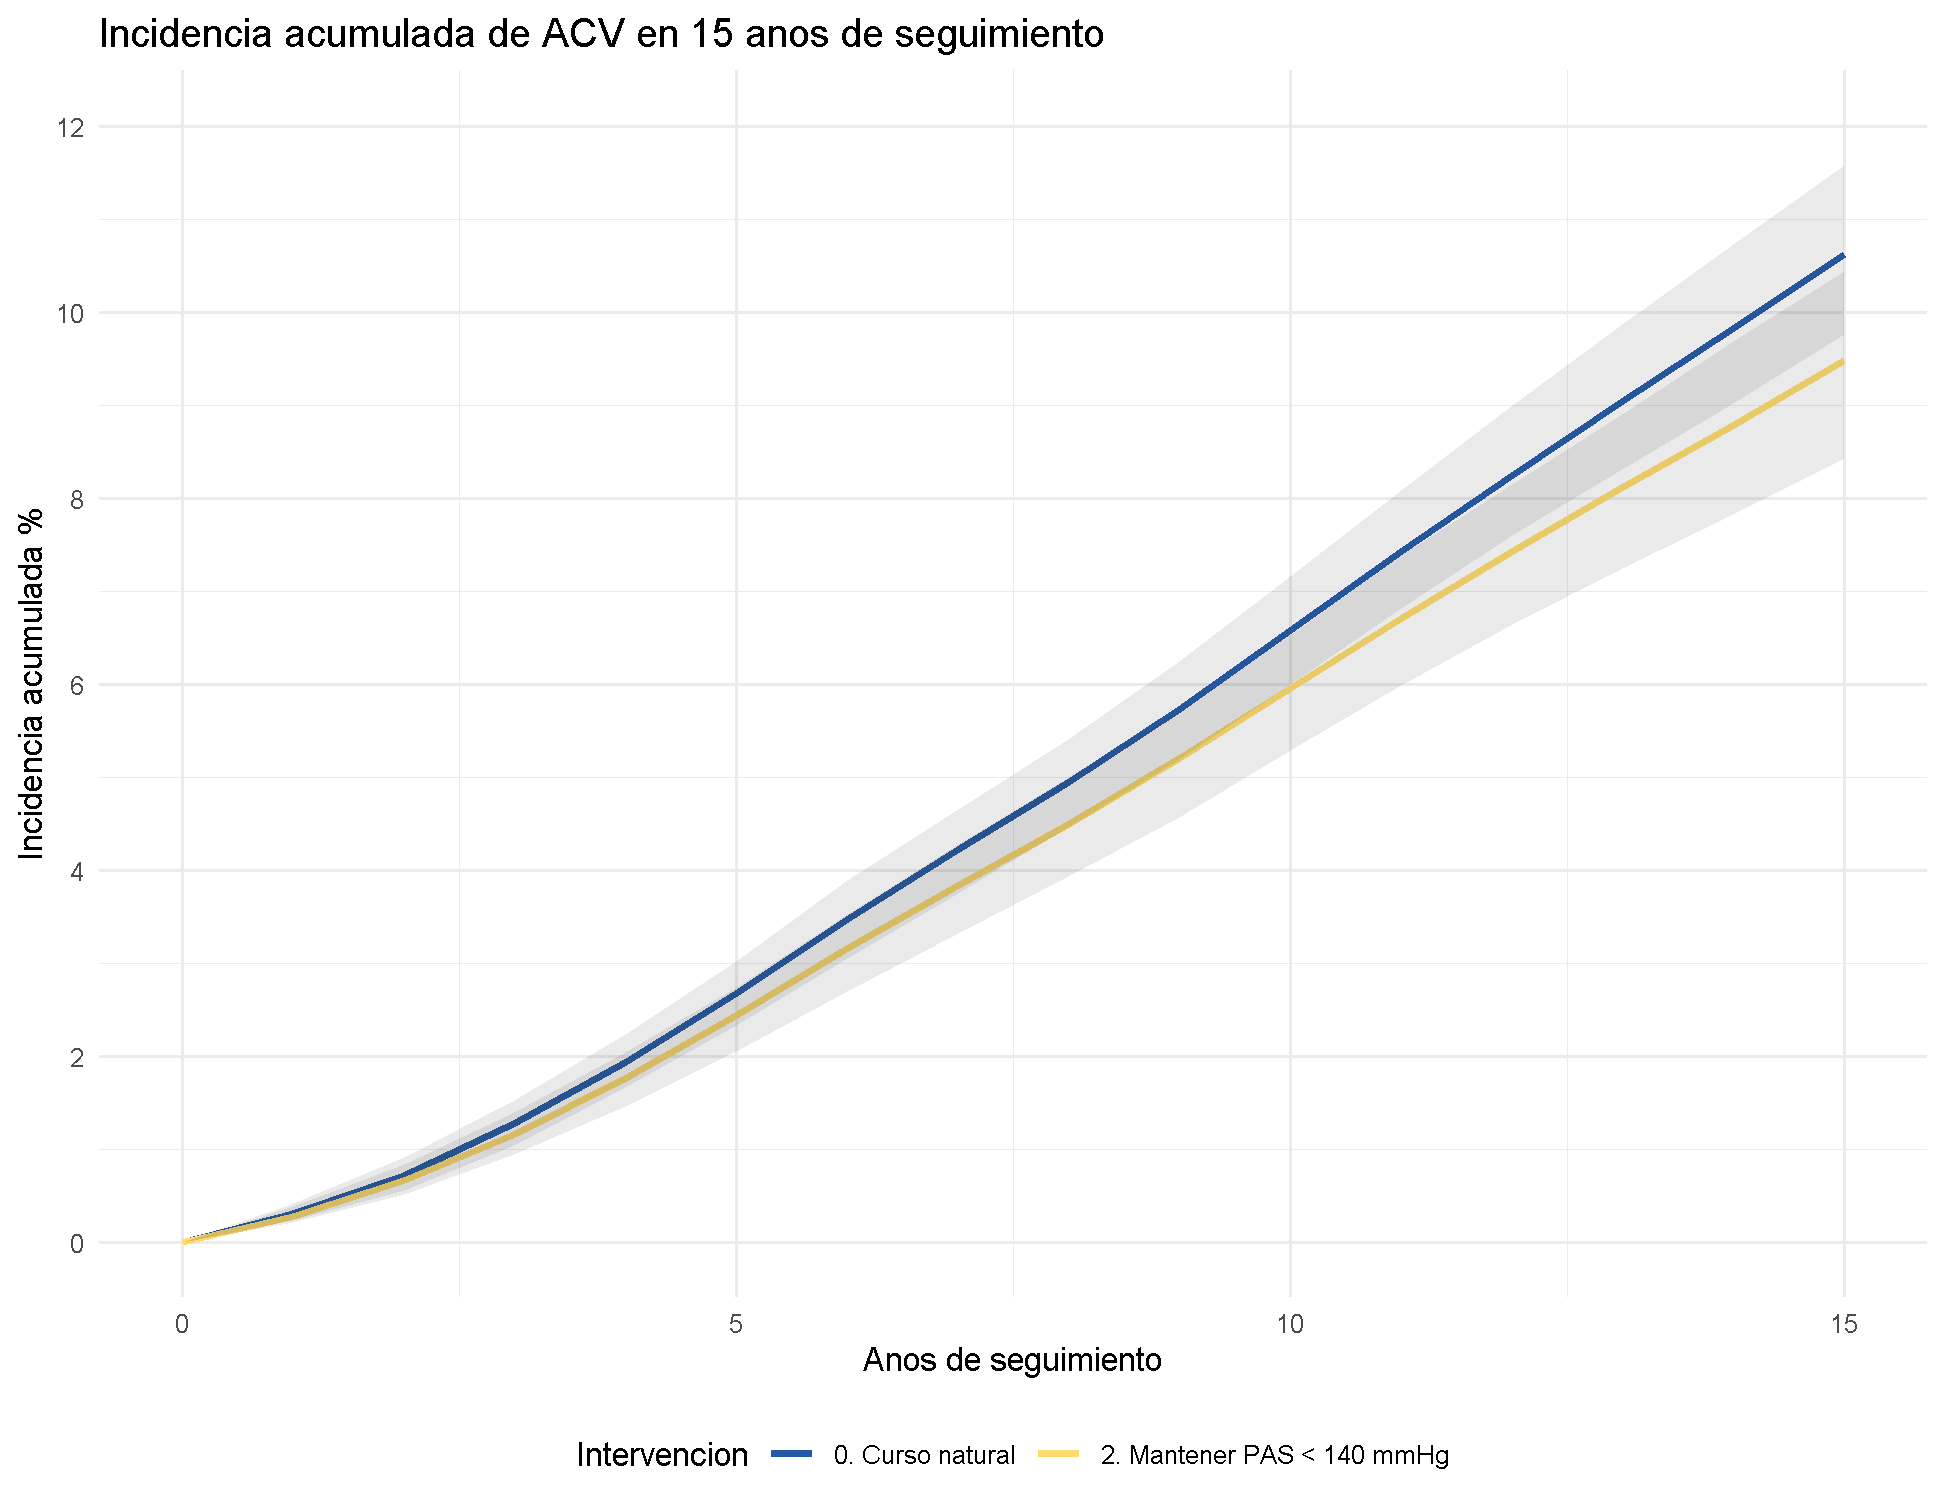 Incidencia acumulada de ACV en 15 anos de seguimiento
Incidencia acumulada %
12
10
8
6
4
2
0
0 5 10 15
Anos de seguimiento
Intervencion 0. Curso natural 2. Mantener PAS < 140 mmHg